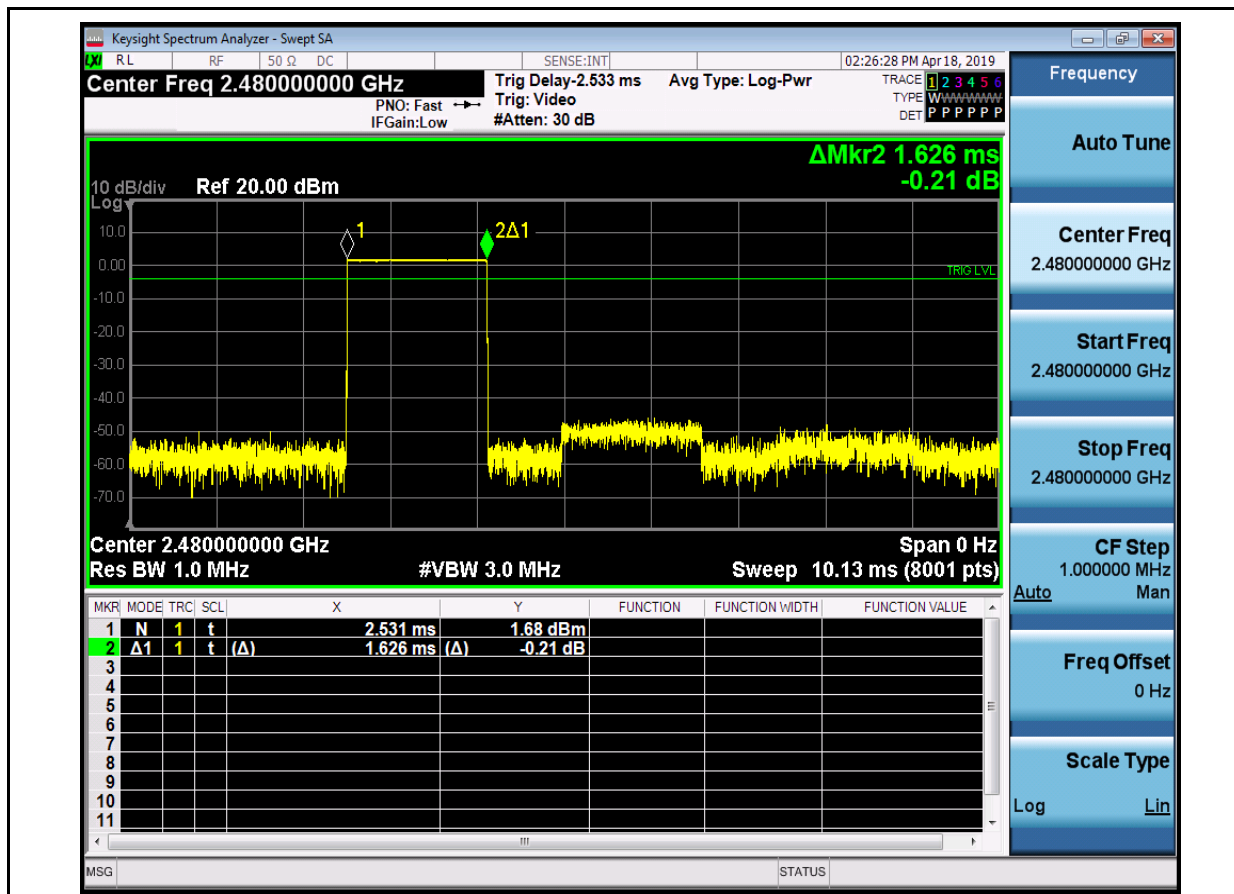 Keysight Spectrum Analyzer - Swept SA
LXI RL RF 50 Ω DC SENSE:INT 02:26:28 PM Apr 18, 2019
Center Freq 2.480000000 GHz
PNO: Fast
IFGain:Low
Trig Delay-2.533 ms
Trig: Video
#Atten: 30 dB
Avg Type: Log-Pwr
TRACE 1 2 3 4 5 6
TYPE WWWWWW
DET P P P P P P
ΔMkr2 1.626 ms
-0.21 dB
10 dB/div Ref 20.00 dBm
Log
10.0
0.00
-10.0
-20.0
-30.0
-40.0
-50.0
-60.0
-70.0
1
2Δ1
TRIG LVL
Center 2.480000000 GHz Span 0 Hz
Res BW 1.0 MHz #VBW 3.0 MHz Sweep 10.13 ms (8001 pts)
MKR MODE TRC SCL X Y FUNCTION FUNCTION WIDTH FUNCTION VALUE
1 N 1 t 2.531 ms 1.68 dBm
2 Δ1 1 t (Δ) 1.626 ms (Δ) -0.21 dB
3
4
5
6
7
8
9
10
11
MSG STATUS
Frequency
Auto Tune
Center Freq
2.480000000 GHz
Start Freq
2.480000000 GHz
Stop Freq
2.480000000 GHz
CF Step
1.000000 MHz
Auto Man
Freq Offset
0 Hz
Scale Type
Log Lin